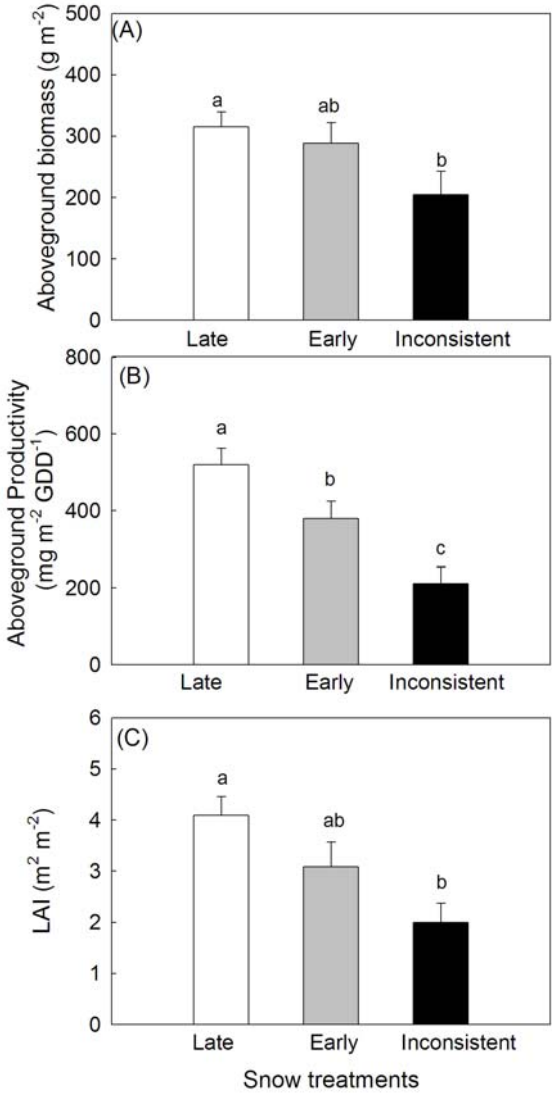 (A)
Aboveground biomass (g m⁻²)
500
400
300
200
100
0
a
ab
b
Late Early Inconsistent
(B)
Aboveground Productivity
(mg m⁻² GDD⁻¹)
800
600
400
200
0
a
b
c
Late Early Inconsistent
(C)
LAI (m² m⁻²)
6
5
4
3
2
1
0
a
ab
b
Late Early Inconsistent
Snow treatments